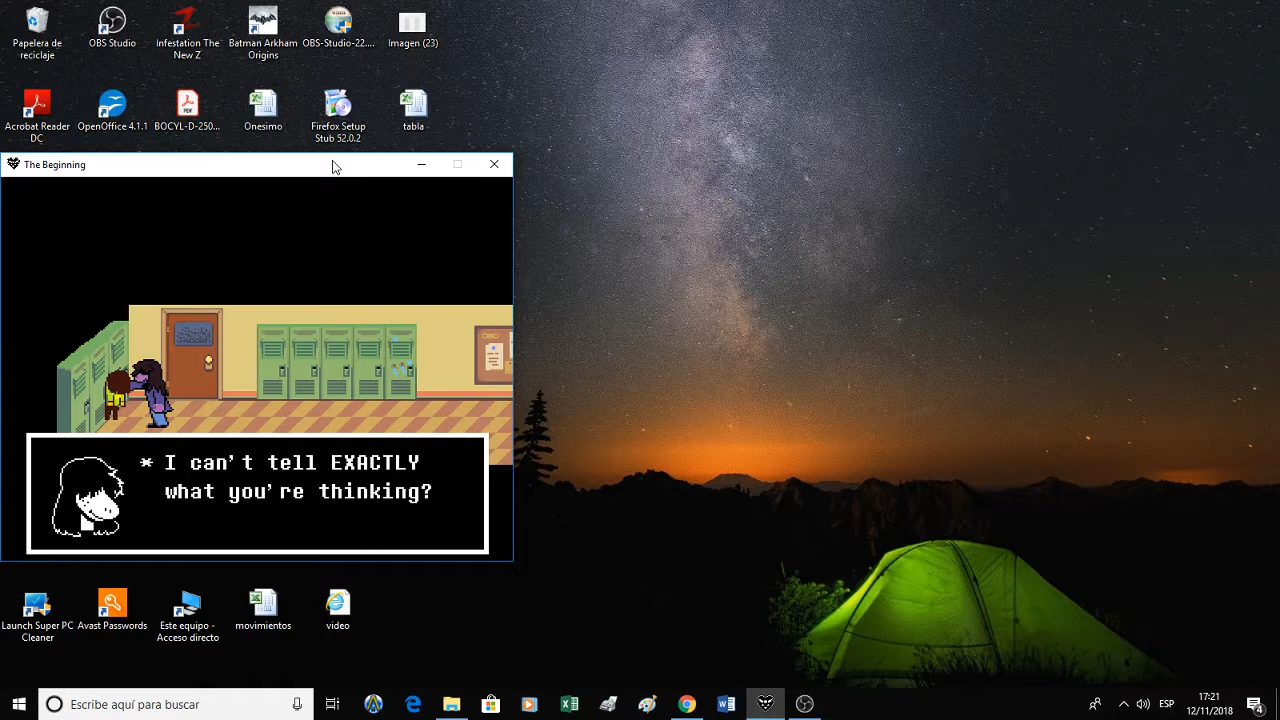 Papelera de
reciclaje
OBS Studio
Infestation The
New Z
Batman Arkham
Origins
OBS-Studio-22....
Imagen (23)
Acrobat Reader
DC
OpenOffice 4.1.1
BOCYL-D-250...
Onesimo
Firefox Setup
Stub 52.0.2
tabla
The Beginning
* I can't tell EXACTLY
what you're thinking?
Launch Super PC
Cleaner
Avast Passwords
Este equipo -
Acceso directo
movimientos
video
Escribe aquí para buscar
ESP
17:21
12/11/2018
4